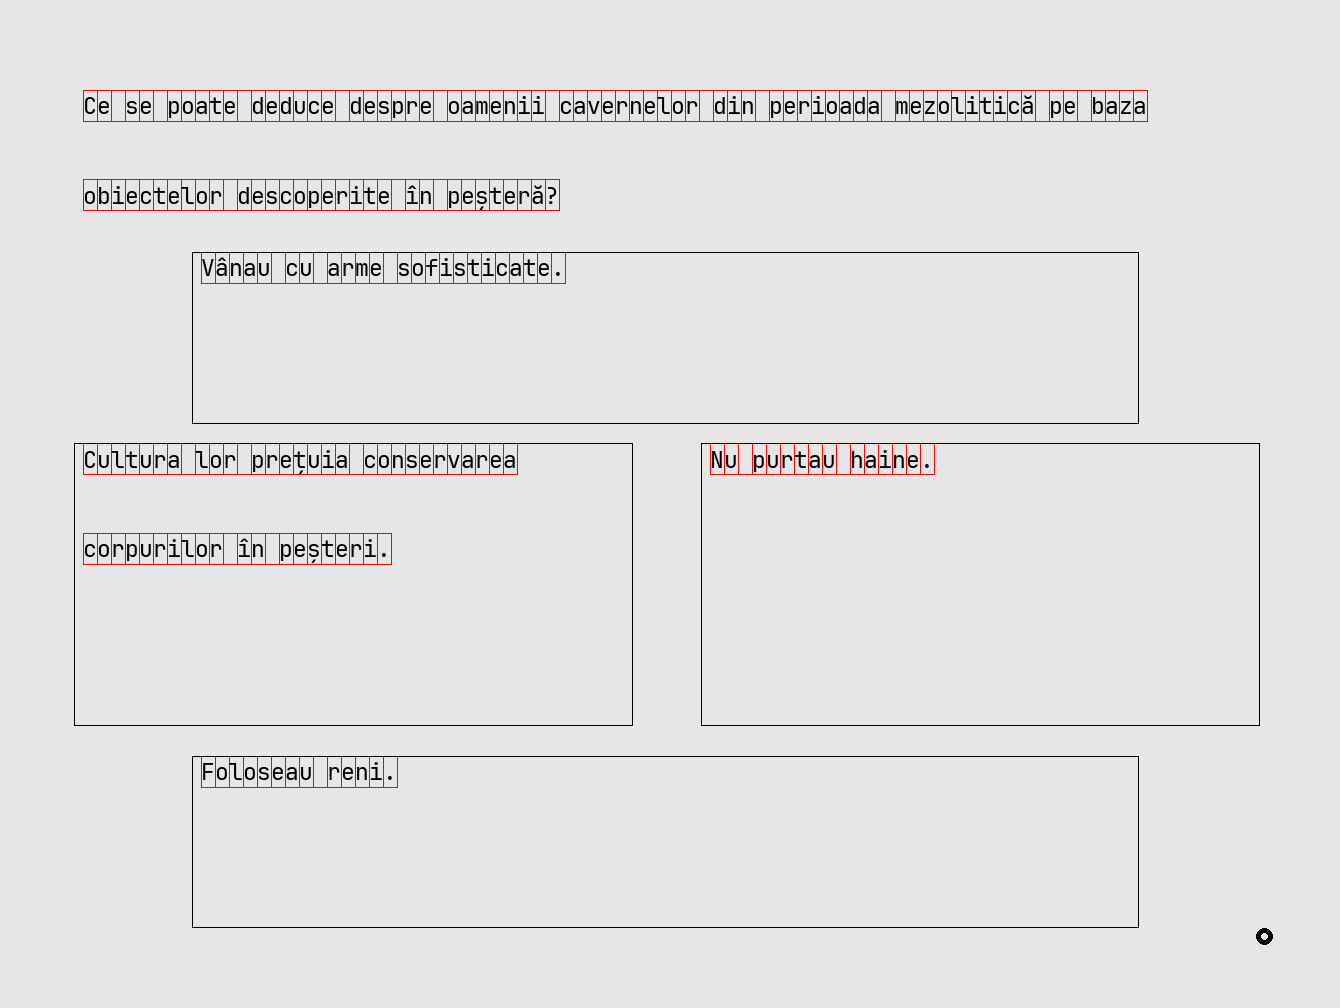 Ce se poate deduce despre oamenii cavernelor din perioada mezolitică pe baza
obiectelor descoperite în peșteră?
Vânau cu arme sofisticate.
Cultura lor prețuia conservarea
corpurilor în peșteri.
Nu purtau haine.
Foloseau reni.